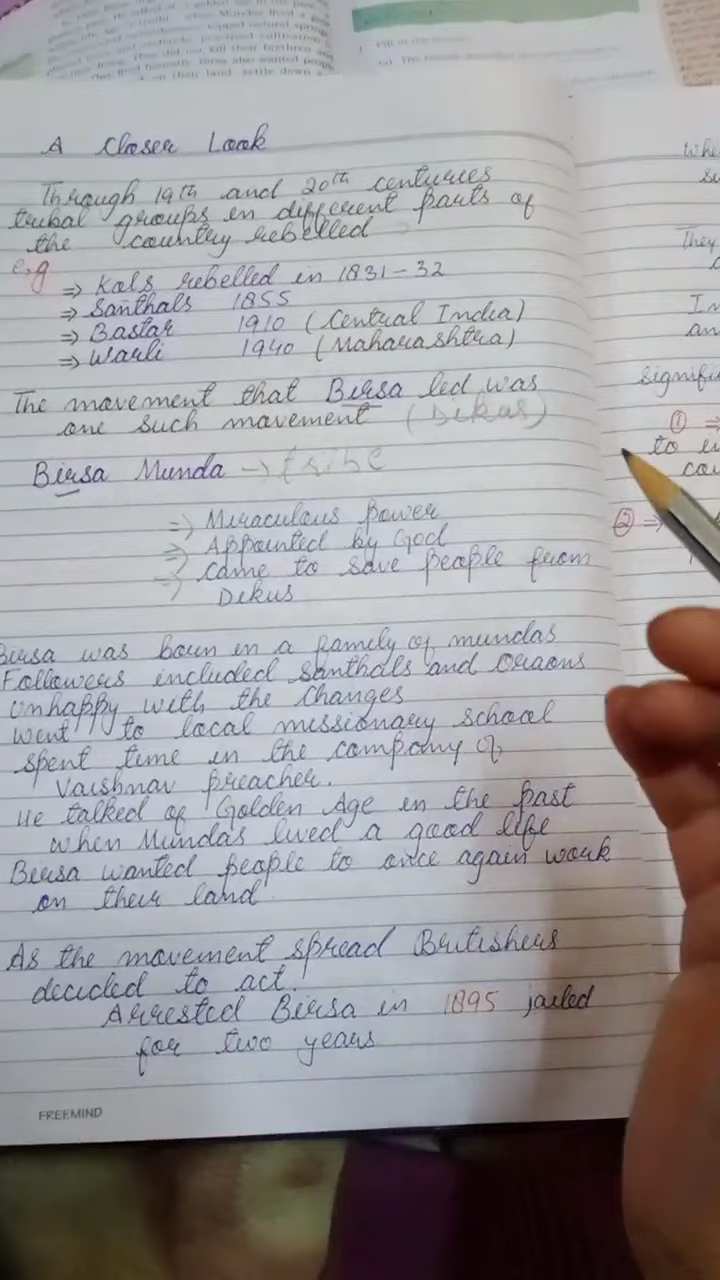 A Closer Look
Through 19th and 20th centuries
tribal groups in different parts of
the country rebelled
e.g
⇒ Kols rebelled in 1831-32
⇒ Santhals 1855
⇒ Bastar 1910 (Central India)
⇒ Warli 1940 (Maharashtra)
The movement that Birsa led was
one such movement (Dikus)
Birsa Munda → tribe
⇒ Miraculous power
⇒ Appointed by God
⇒ came to save people from
Dikus
Birsa was born in a family of mundas
Followers included Santhals and Oraons
Unhappy with the changes
Went to local missionary school
spent time in the company of
Vaishnav preacher.
He talked of Golden Age in the past
when Mundas lived a good life
Birsa wanted people to once again work
on their land
As the movement spread Britishers
decided to act.
Arrested Birsa in 1895 jailed
for two years
FREEMIND
They
signifi
① ⇒
to
② ⇒